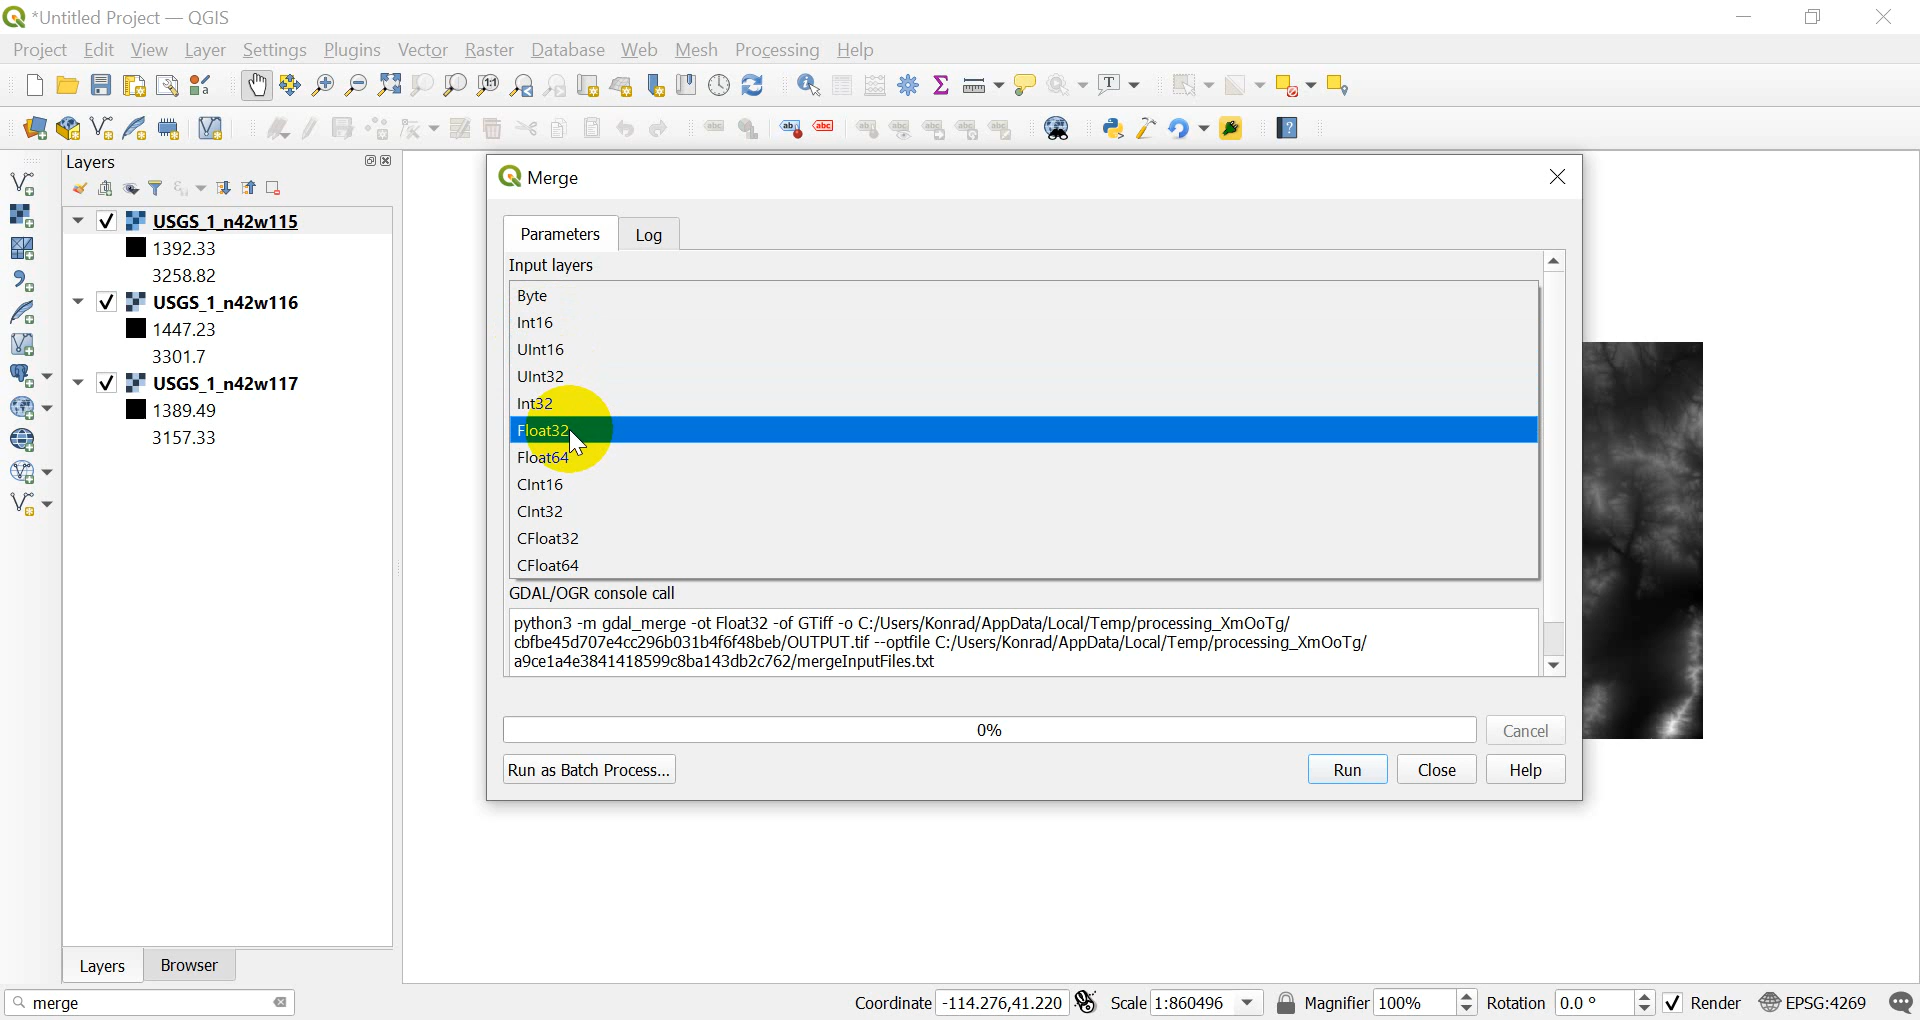 *Untitled Project — QGIS
Project Edit View Layer Settings Plugins Vector Raster Database Web Mesh Processing Help
Layers
USGS_1_n42w115
1392.33
3258.82
USGS_1_n42w116
1447.23
3301.7
USGS_1_n42w117
1389.49
3157.33
Layers Browser
Merge
Parameters Log
Input layers
Byte
Int16
UInt16
UInt32
Int32
Float32
Float64
CInt16
CInt32
CFloat32
CFloat64
GDAL/OGR console call
python3 -m gdal_merge -ot Float32 -of GTiff -o C:/Users/Konrad/AppData/Local/Temp/processing_XmOoTg/
cbfbe45d707e4cc296b031b4f6f48beb/OUTPUT.tif --optfile C:/Users/Konrad/AppData/Local/Temp/processing_XmOoTg/
a9ce1a4e3841418599c8ba143db2c762/mergeInputFiles.txt
0%
Cancel
Run as Batch Process... Run Close Help
merge
Coordinate -114.276,41.220 Scale 1:860496 Magnifier 100% Rotation 0.0 ° Render EPSG:4269